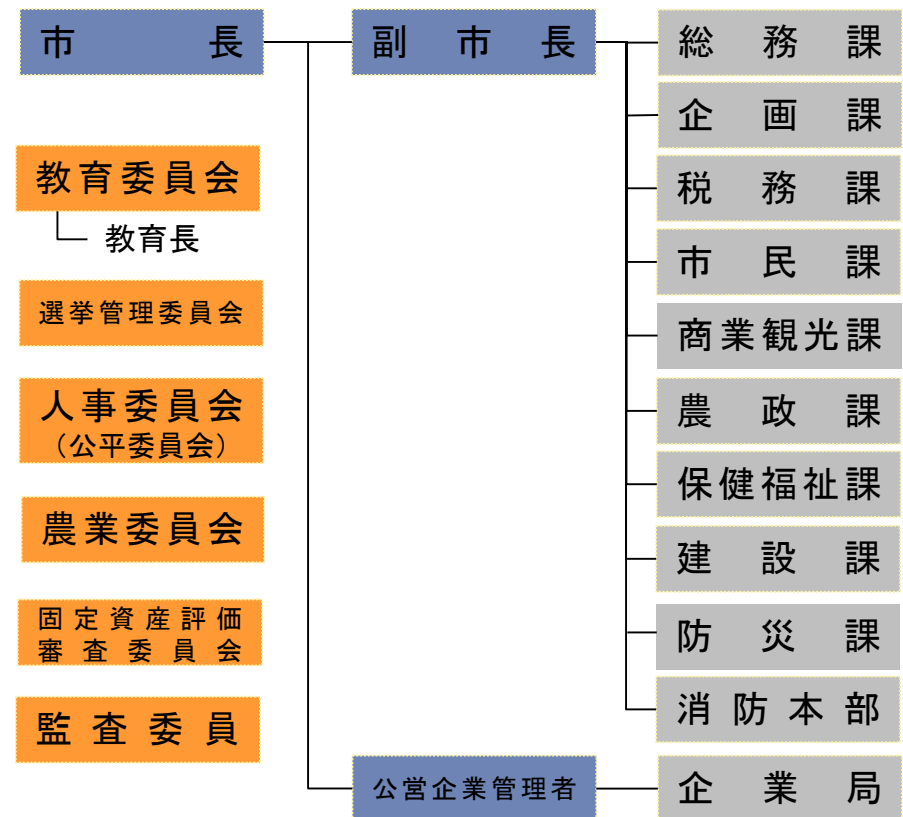 市長
副市長
総務課
企画課
税務課
市民課
商業観光課
農政課
保健福祉課
建設課
防災課
消防本部
教育委員会
教育長
選挙管理委員会
人事委員会
（公平委員会）
農業委員会
固定資産評価
審査委員会
監査委員
公営企業管理者
企業局